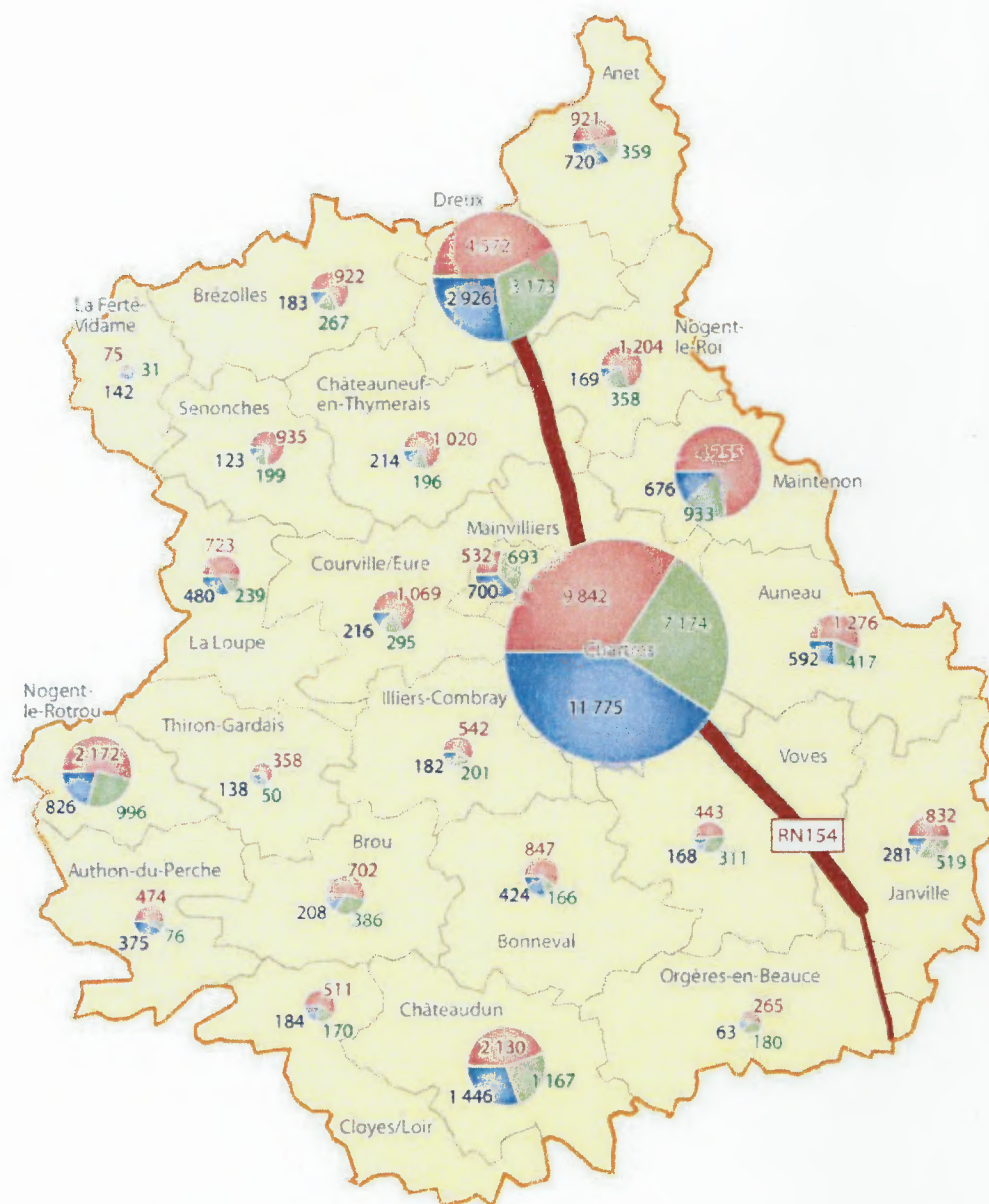 Anet
921
720
359
Dreux
4 572
2 926
3 173
Brézolles
922
183
267
La Ferté-
Vidame
75
31
142
Nogent-
le-Roi
1 204
169
358
Châteauneuf-
en-Thymerais
1 020
214
196
Senonches
935
123
199
Maintenon
676
933
Mainvilliers
532
693
700
Courville/Eure
1 069
216
295
723
480
239
La Loupe
9 842
7 174
Chartres
11 775
Auneau
1 276
592
417
Nogent-
le-Rotrou
2 172
826
996
Thiron-Gardais
358
138
50
Illiers-Combray
542
182
201
Voves
443
168
311
RN154
832
281
519
Janville
Authon-du-Perche
474
375
76
Brou
702
208
386
847
424
166
Bonneval
Orgères-en-Beauce
265
63
180
511
184
170
Châteaudun
2 130
1 446
1 167
Cloyes/Loir